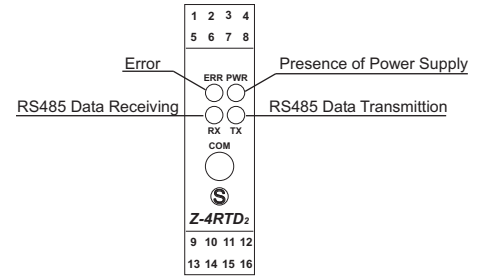 1 2 3 4
5 6 7 8
Error
Presence of Power Supply
ERR PWR
RS485 Data Receiving
RS485 Data Transmittion
RX TX
COM
S
Z-4RTD2
9 10 11 12
13 14 15 16